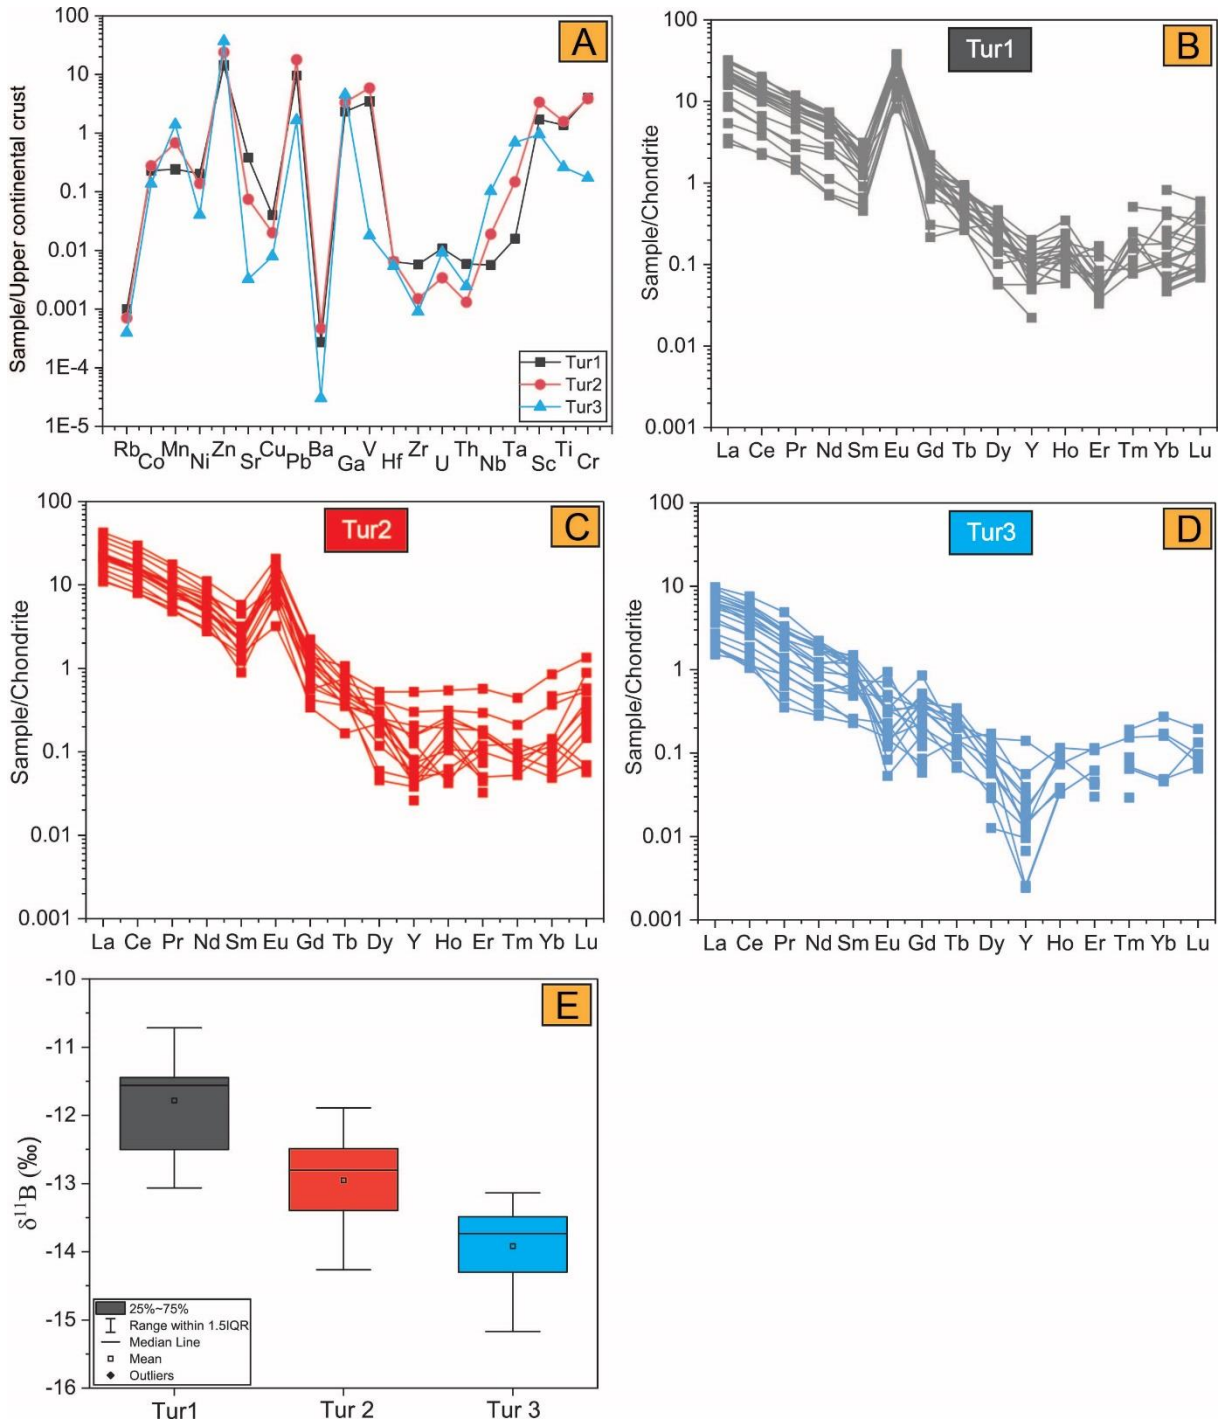 A
Sample/Upper continental crust
100
10
1
0.1
0.01
0.001
1E-4
1E-5
Tur1
Tur2
Tur3
Rb Co Mn Ni Zn Sr Cu Pb Ba Ga V Hf Zr U Th Nb Ta Sc Ti Cr
Tur1
B
Sample/Chondrite
100
10
1
0.1
0.01
0.001
La Ce Pr Nd Sm Eu Gd Tb Dy Y Ho Er Tm Yb Lu
Tur2
C
Sample/Chondrite
100
10
1
0.1
0.01
0.001
La Ce Pr Nd Sm Eu Gd Tb Dy Y Ho Er Tm Yb Lu
Tur3
D
Sample/Chondrite
100
10
1
0.1
0.01
0.001
La Ce Pr Nd Sm Eu Gd Tb Dy Y Ho Er Tm Yb Lu
E
δ¹¹B (‰)
-10
-11
-12
-13
-14
-15
-16
25%~75%
Range within 1.5IQR
Median Line
Mean
Outliers
Tur1 Tur 2 Tur 3